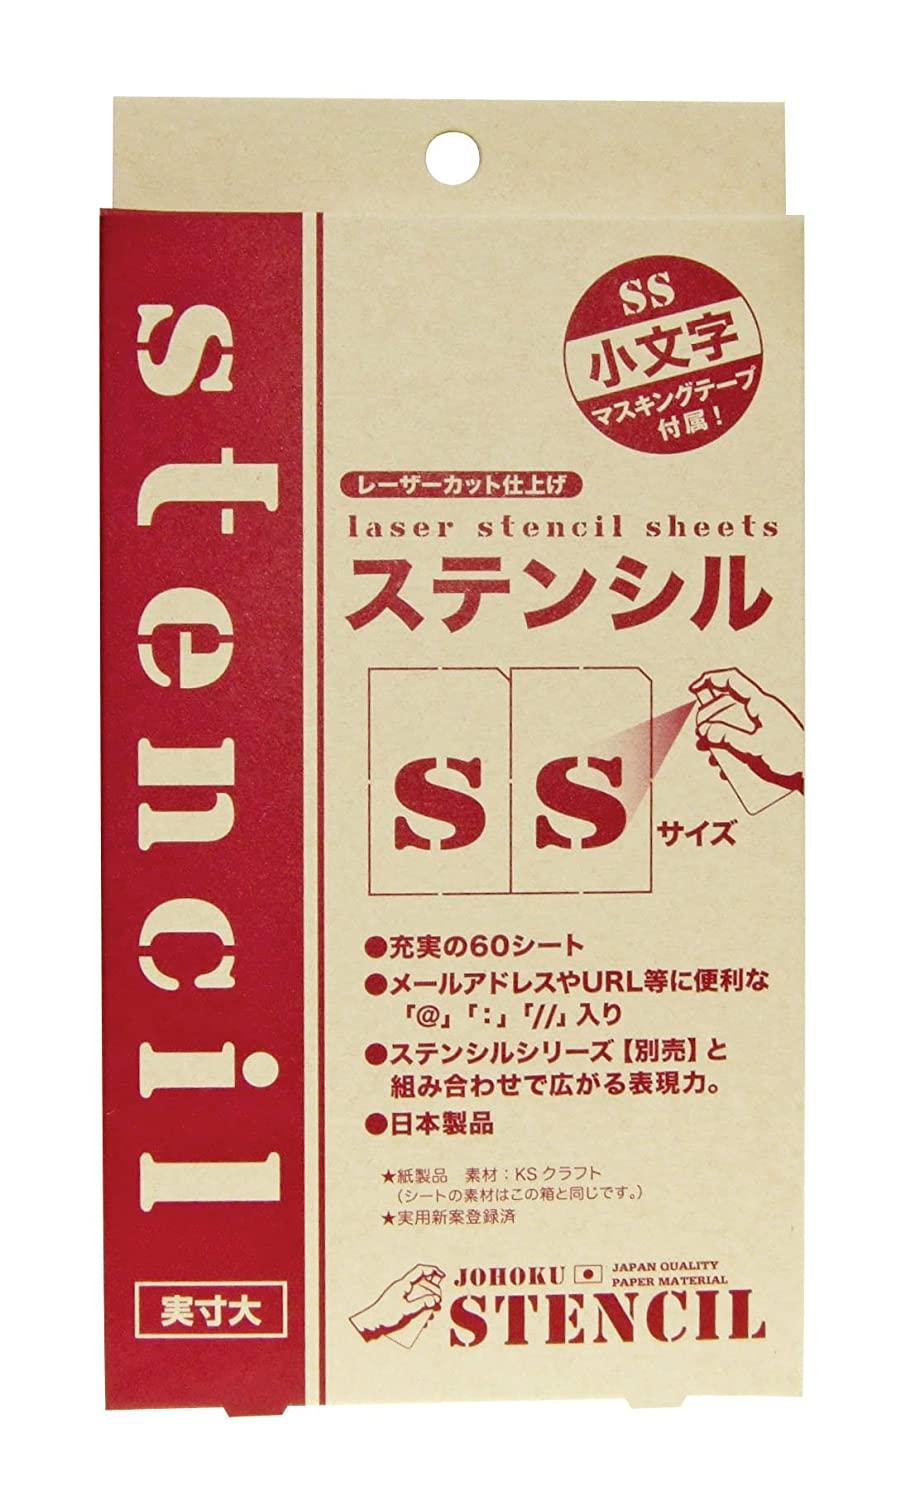 stencil
実寸大
SS
小文字
マスキングテープ
付属！
レーザーカット仕上げ
laser stencil sheets
ステンシル
S S サイズ
●充実の60シート
●メールアドレスやURL等に便利な
「@」「：」「//」入り
●ステンシルシリーズ【別売】と
組み合わせで広がる表現力。
●日本製品
★紙製品　素材：KSクラフト
（シートの素材はこの箱と同じです。）
★実用新案登録済
JOHOKU JAPAN QUALITY
PAPER MATERIAL
STENCIL